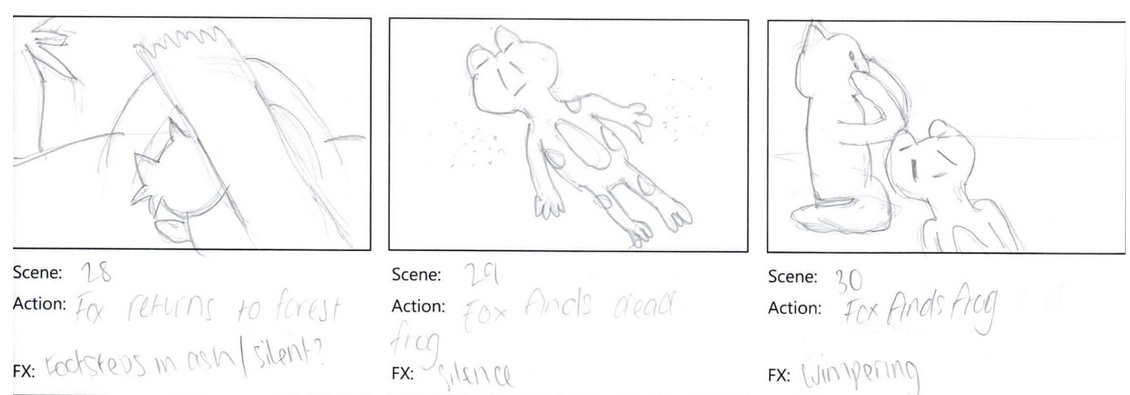 Scene: 28
Action: Fox returns to forest
FX: footsteps in ash/silent?
Scene: 29
Action: Fox finds dead
frog
FX: silence
Scene: 30
Action: Fox finds frog
FX: Wimpering